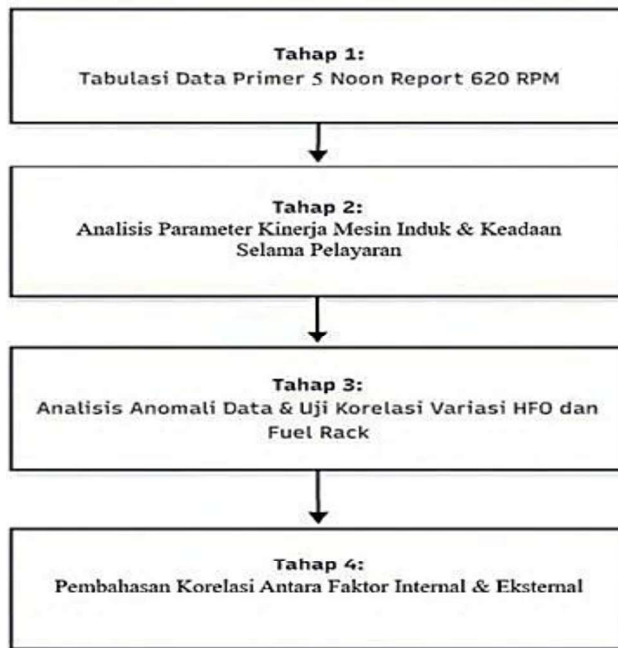 Tahap 1:
Tabulasi Data Primer 5 Noon Report 620 RPM
Tahap 2:
Analisis Parameter Kinerja Mesin Induk & Keadaan
Selama Pelayaran
Tahap 3:
Analisis Anomali Data & Uji Korelasi Variasi HFO dan
Fuel Rack
Tahap 4:
Pembahasan Korelasi Antara Faktor Internal & Eksternal